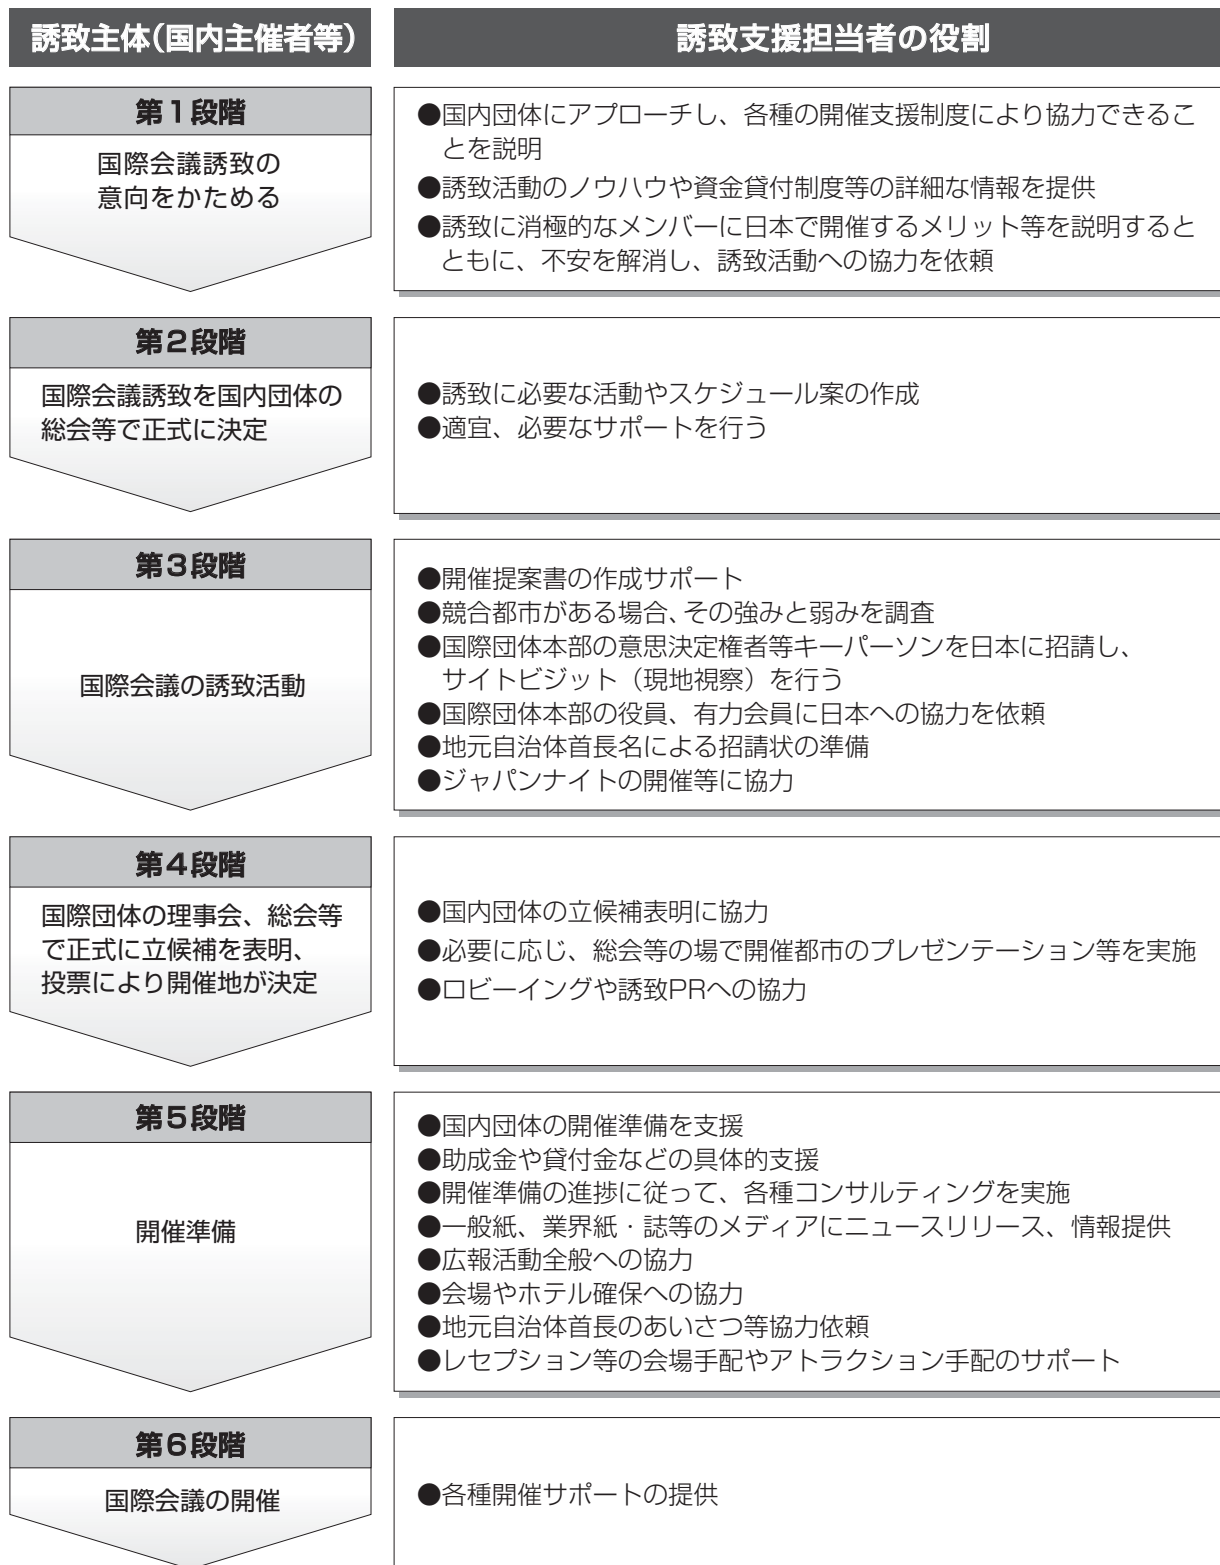 誘致主体（国内主催者等）
誘致支援担当者の役割
第1段階
国際会議誘致の
意向をかためる
●国内団体にアプローチし、各種の開催支援制度により協力できるこ
とを説明
●誘致活動のノウハウや資金貸付制度等の詳細な情報を提供
●誘致に消極的なメンバーに日本で開催するメリット等を説明すると
ともに、不安を解消し、誘致活動への協力を依頼
第2段階
国際会議誘致を国内団体の
総会等で正式に決定
●誘致に必要な活動やスケジュール案の作成
●適宜、必要なサポートを行う
第3段階
国際会議の誘致活動
●開催提案書の作成サポート
●競合都市がある場合、その強みと弱みを調査
●国際団体本部の意思決定権者等キーパーソンを日本に招請し、
サイトビジット（現地視察）を行う
●国際団体本部の役員、有力会員に日本への協力を依頼
●地元自治体首長名による招請状の準備
●ジャパンナイトの開催等に協力
第4段階
国際団体の理事会、総会等
で正式に立候補を表明、
投票により開催地が決定
●国内団体の立候補表明に協力
●必要に応じ、総会等の場で開催都市のプレゼンテーション等を実施
●ロビーイングや誘致PRへの協力
第5段階
開催準備
●国内団体の開催準備を支援
●助成金や貸付金などの具体的支援
●開催準備の進捗に従って、各種コンサルティングを実施
●一般紙、業界紙・誌等のメディアにニュースリリース、情報提供
●広報活動全般への協力
●会場やホテル確保への協力
●地元自治体首長のあいさつ等協力依頼
●レセプション等の会場手配やアトラクション手配のサポート
第6段階
国際会議の開催
●各種開催サポートの提供